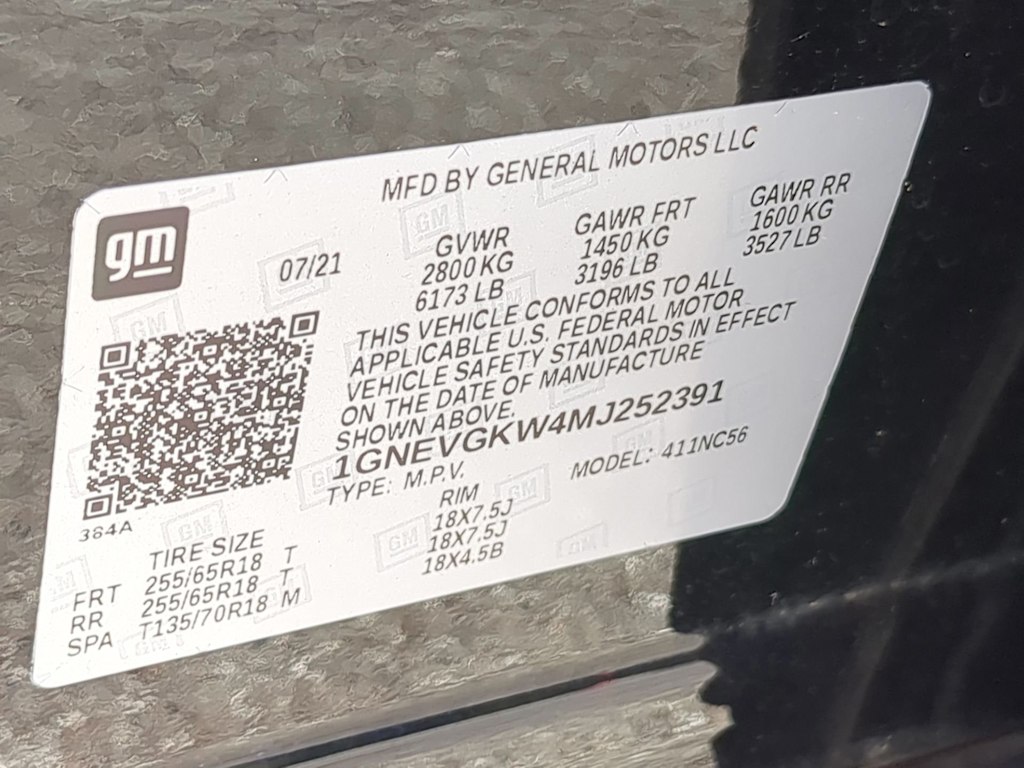 MFD BY GENERAL MOTORS LLC
gm
07/21
GVWR
2800 KG
6173 LB
GAWR FRT
1450 KG
3196 LB
GAWR RR
1600 KG
3527 LB
THIS VEHICLE CONFORMS TO ALL
APPLICABLE U.S. FEDERAL MOTOR
VEHICLE SAFETY STANDARDS IN EFFECT
ON THE DATE OF MANUFACTURE
SHOWN ABOVE.
1GNEVGKW4MJ252391
TYPE: M.P.V. MODEL: 411NC56
384A
TIRE SIZE RIM
FRT 255/65R18 T 18X7.5J
RR 255/65R18 T 18X7.5J
SPA T135/70R18 M 18X4.5B